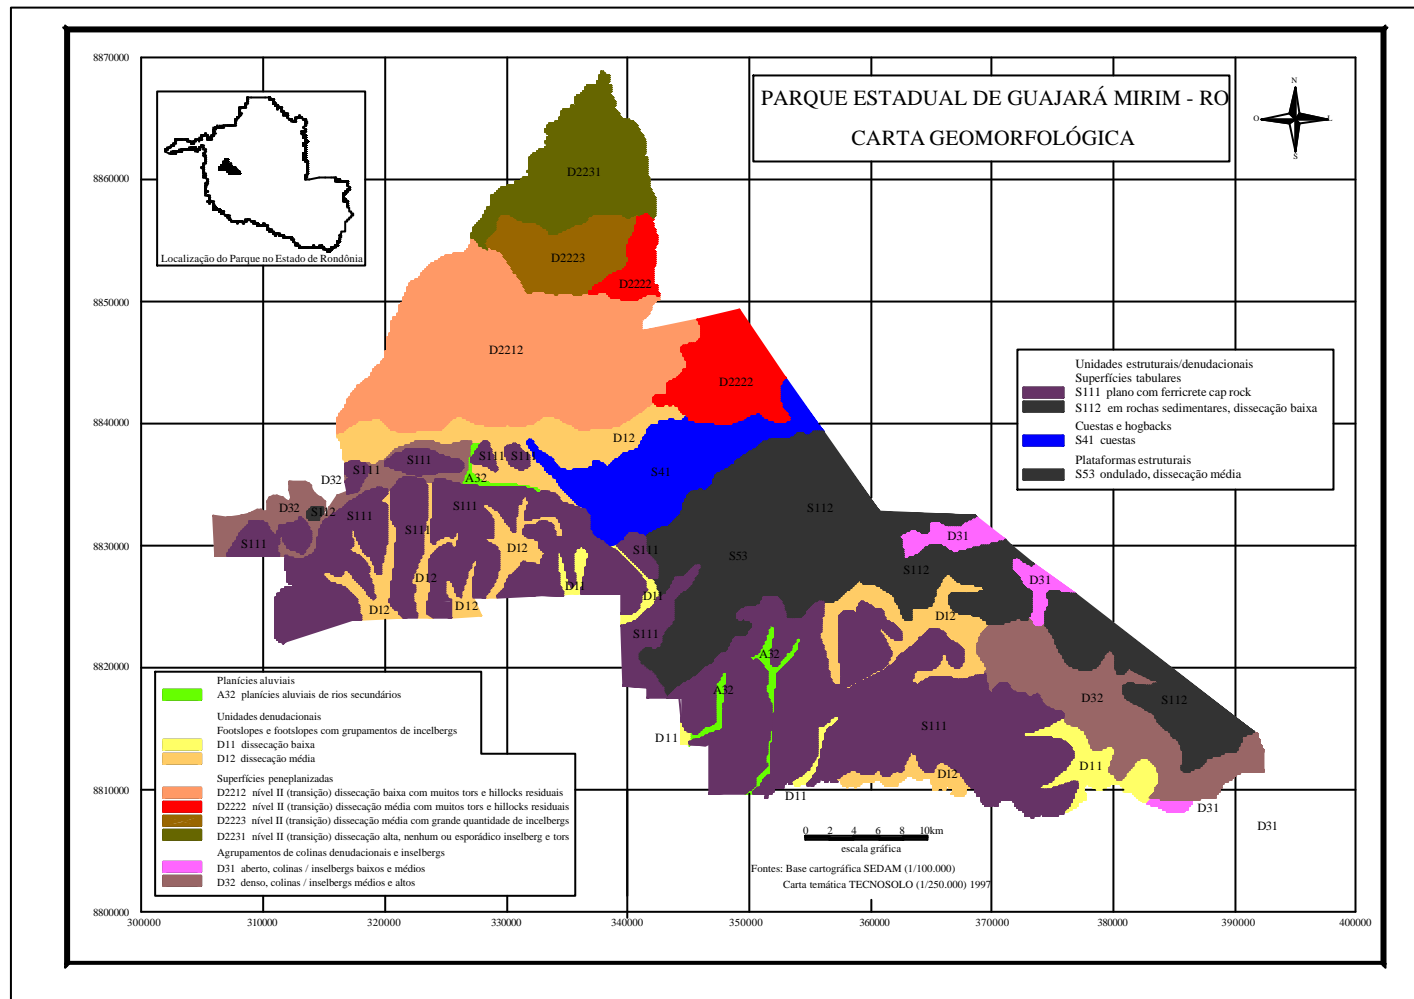 PARQUE ESTADUAL DE GUAJARÁ MIRIM - RO
CARTA GEOMORFOLÓGICA
N
O
L
S
Localização do Parque no Estado de Rondônia
8870000
8860000
8850000
8840000
8830000
8820000
8810000
8800000
300000
310000
320000
330000
340000
350000
360000
370000
380000
390000
400000
D2231
D2223
D2222
D2212
D2222
D12
S41
S111
S111
S111
S111
A32
D32
D32
S112
S111
S111
S111
S111
D12
D12
D12
D12
D11
S111
D11
S111
S53
S112
D31
S112
D31
D12
A32
A32
D11
D11
S111
D12
D32
S112
D11
D31
D31
Unidades estruturais/denudacionais
Superfícies tabulares
S111 plano com ferricrete cap rock
S112 em rochas sedimentares, dissecação baixa
Cuestas e hogbacks
S41 cuestas
Plataformas estruturais
S53 ondulado, dissecação média
Planícies aluviais
A32 planícies aluviais de rios secundários
Unidades denudacionais
Footslopes e footslopes com grupamentos de incelbergs
D11 dissecação baixa
D12 dissecação média
Superfícies peneplanizadas
D2212 nível II (transição) dissecação baixa com muitos tors e hillocks residuais
D2222 nível II (transição) dissecação média com muitos tors e hillocks residuais
D2223 nível II (transição) dissecação média com grande quantidade de incelbergs
D2231 nível II (transição) dissecação alta, nenhum ou esporádico inselberg e tors
Agrupamentos de colinas denudacionais e inselbergs
D31 aberto, colinas / inselbergs baixos e médios
D32 denso, colinas / inselbergs médios e altos
0 2 4 6 8 10km
escala gráfica
Fontes: Base cartográfica SEDAM (1/100.000)
Carta temática TECNOSOLO (1/250.000) 1997